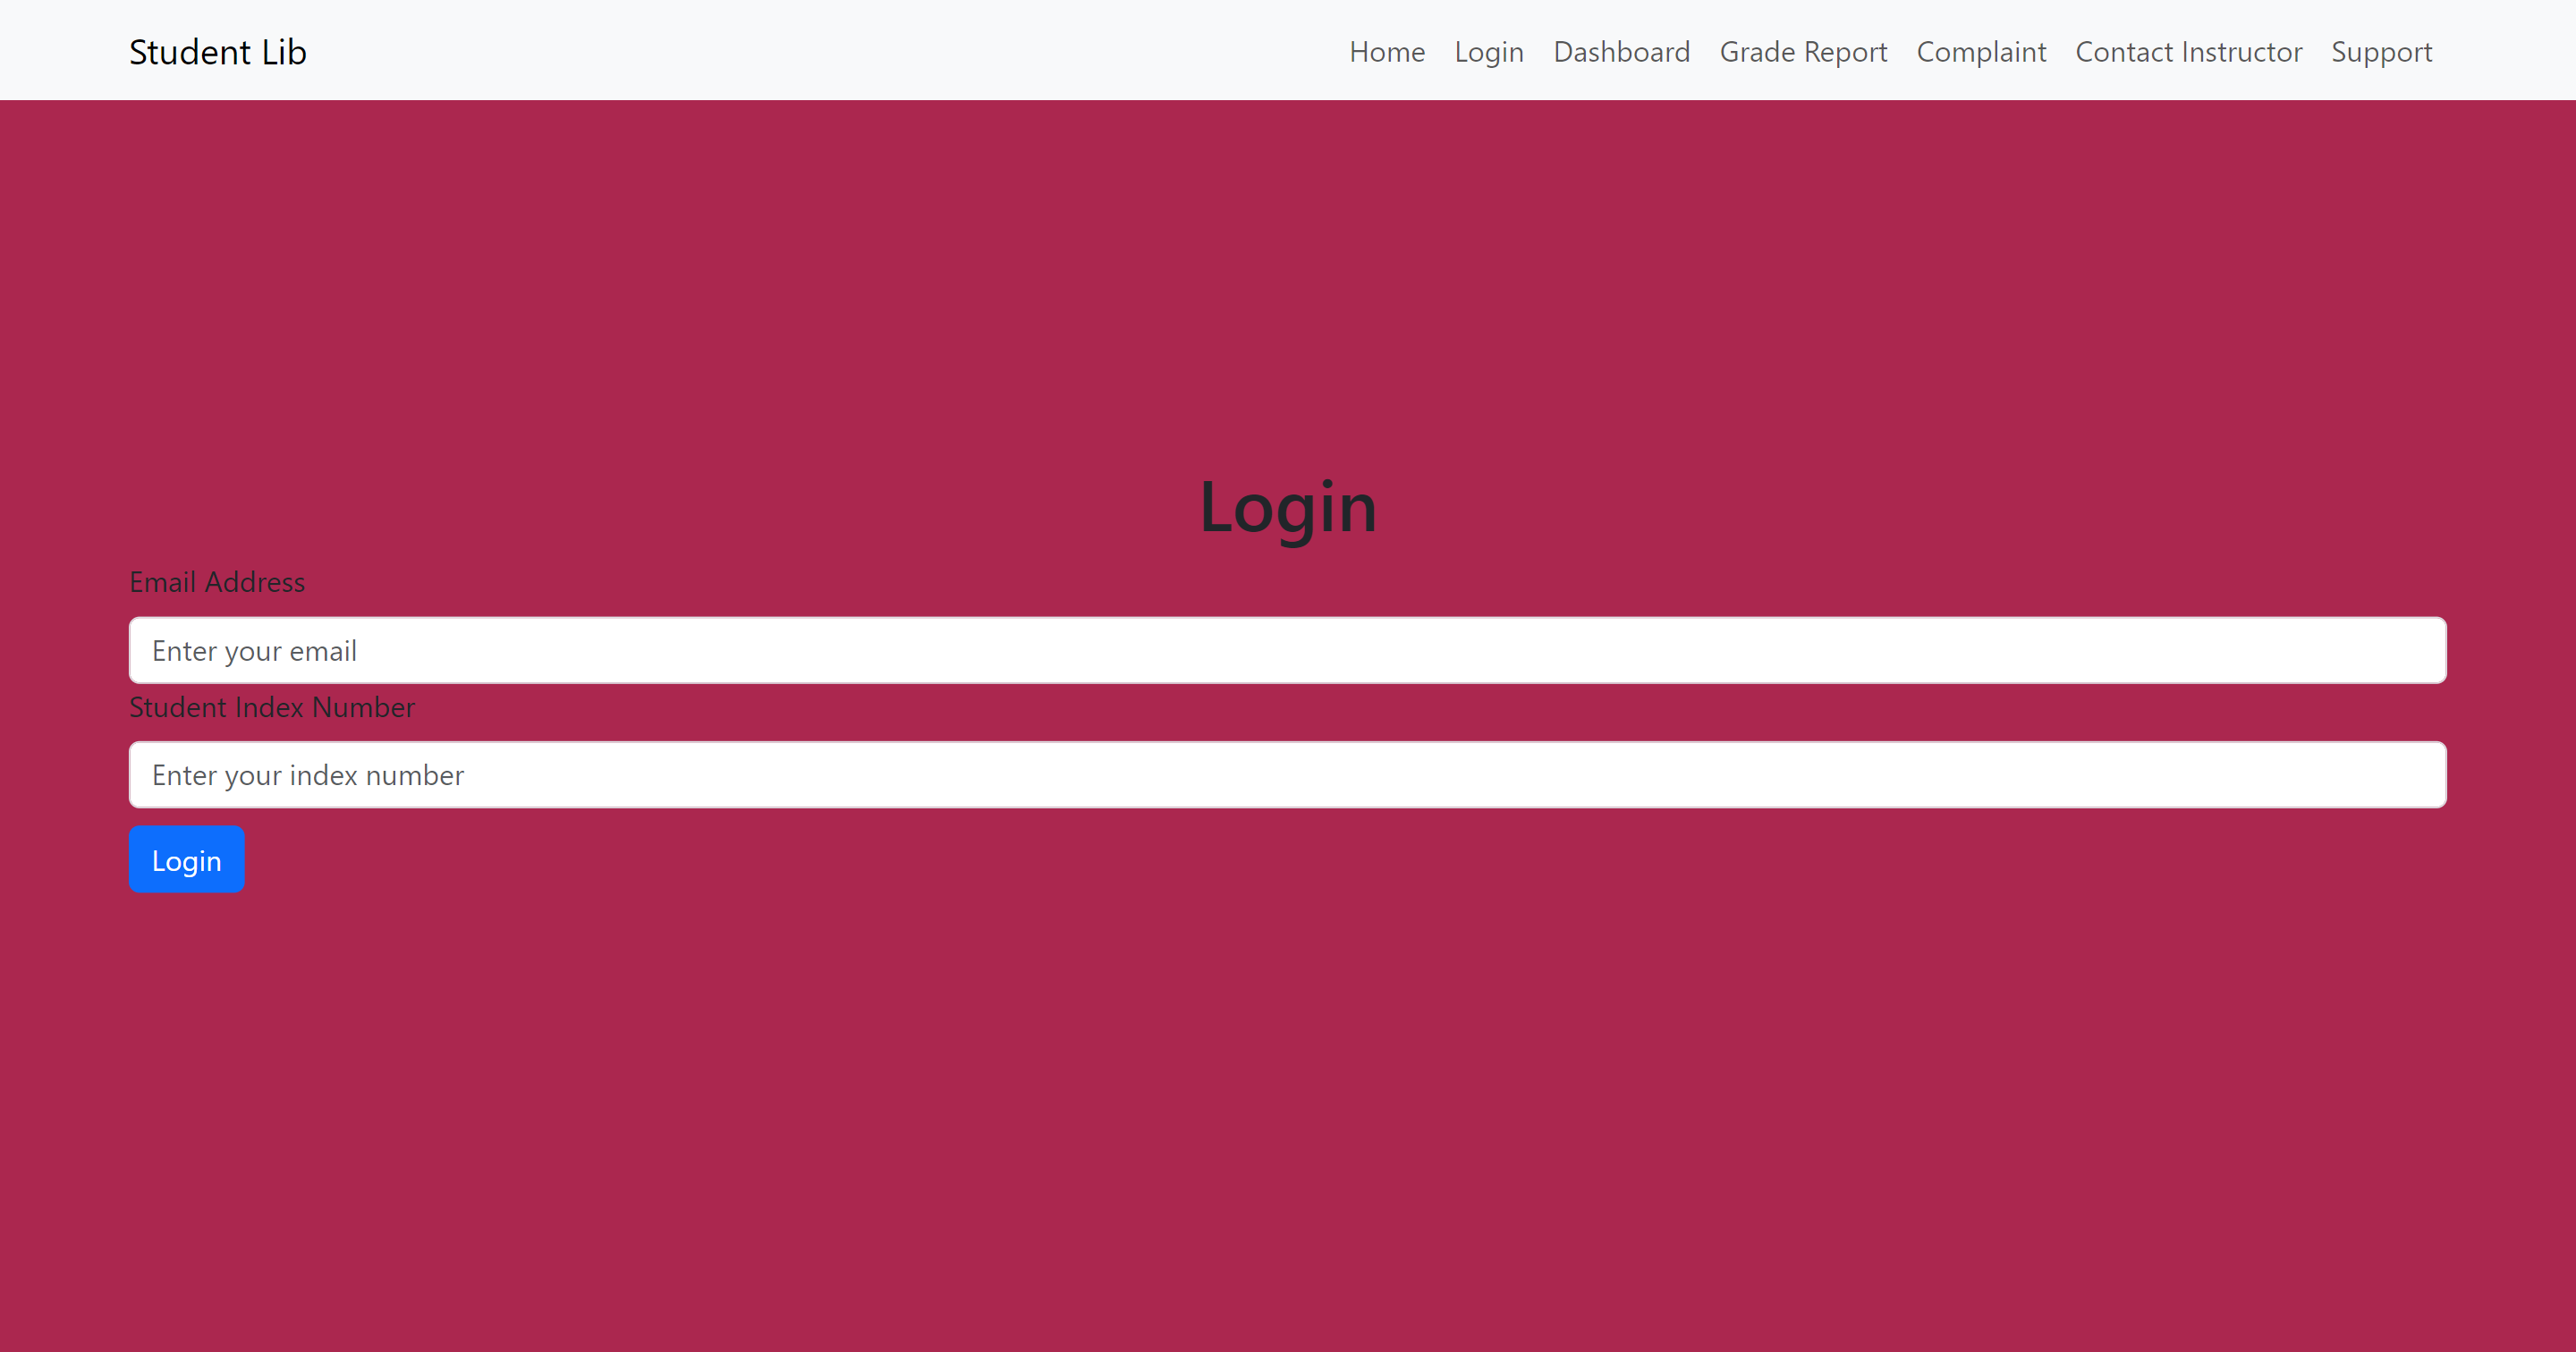 Student Lib
Home Login Dashboard Grade Report Complaint Contact Instructor Support
Login
Email Address
Enter your email
Student Index Number
Enter your index number
Login